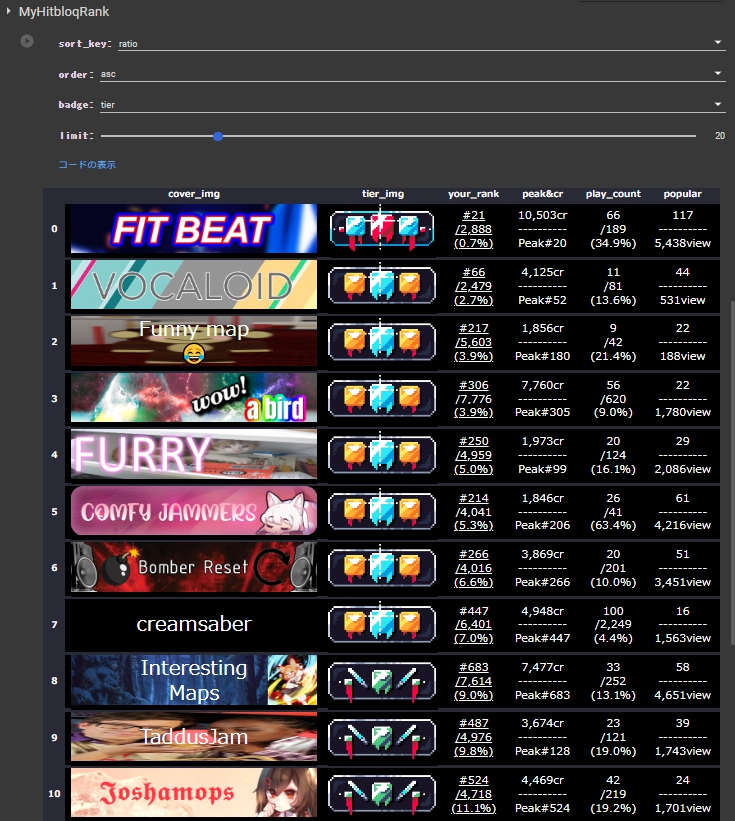 MyHitbloqRank
sort_key: ratio
order: asc
badge: tier
limit: 20
コードの表示
cover_img tier_img your_rank peak&cr play_count popular
0 FIT BEAT #21 10,503cr 66 117
/2,888 ---------- /189 ----------
(0.7%) Peak#20 (34.9%) 5,438view
1 VOCALOID #66 4,125cr 11 44
/2,479 ---------- /81 ----------
(2.7%) Peak#52 (13.6%) 531view
2 Funny map #217 1,856cr 9 22
😂 /5,603 ---------- /42 ----------
(3.9%) Peak#180 (21.4%) 188view
3 wow! a bird #306 7,760cr 56 22
/7,776 ---------- /620 ----------
(3.9%) Peak#305 (9.0%) 1,780view
4 FURRY #250 1,973cr 20 29
/4,959 ---------- /124 ----------
(5.0%) Peak#99 (16.1%) 2,086view
5 COMFY JAMMERS #214 1,846cr 26 61
/4,041 ---------- /41 ----------
(5.3%) Peak#206 (63.4%) 4,216view
6 Bomber Reset #266 3,869cr 20 51
/4,016 ---------- /201 ----------
(6.6%) Peak#266 (10.0%) 3,451view
7 creamsaber #447 4,948cr 100 16
/6,401 ---------- /2,249 ----------
(7.0%) Peak#447 (4.4%) 1,563view
8 Interesting #683 7,477cr 33 58
Maps /7,614 ---------- /252 ----------
(9.0%) Peak#683 (13.1%) 4,651view
9 TaddusJam #487 3,674cr 23 39
/4,976 ---------- /121 ----------
(9.8%) Peak#128 (19.0%) 1,743view
10 Joshamops #524 4,469cr 42 24
/4,718 ---------- /219 ----------
(11.1%) Peak#524 (19.2%) 1,701view